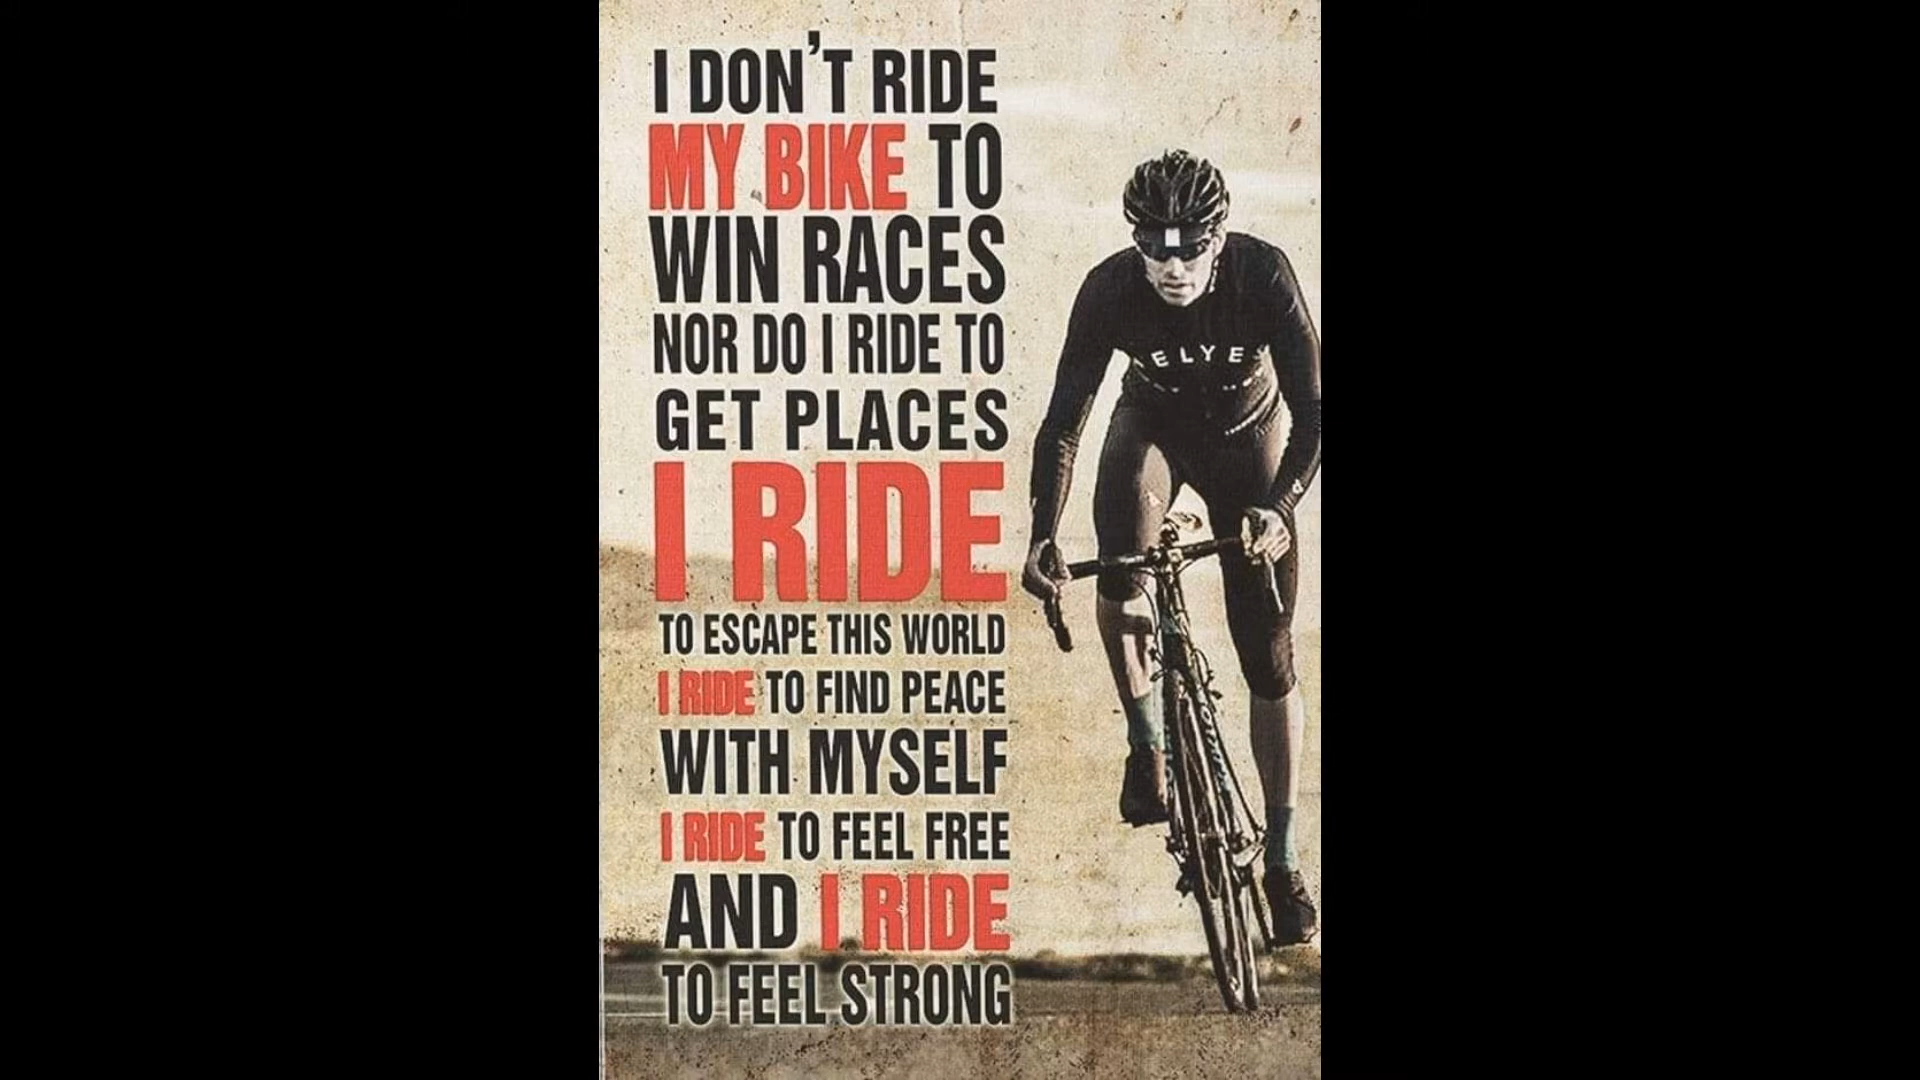 I DON'T RIDE
MY BIKE TO
WIN RACES
NOR DO I RIDE TO
GET PLACES
I RIDE
TO ESCAPE THIS WORLD
I RIDE TO FIND PEACE
WITH MYSELF
I RIDE TO FEEL FREE
AND I RIDE
TO FEEL STRONG
ELYE